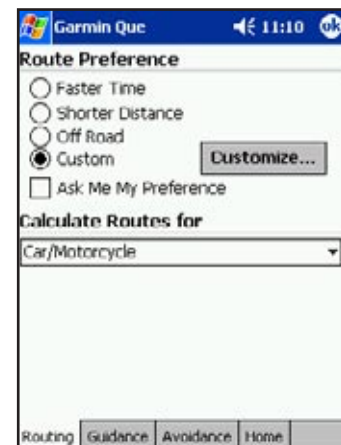 Garmin Que 11:10 ok
Route Preference
Faster Time
Shorter Distance
Off Road
Custom Customize...
Ask Me My Preference
Calculate Routes for
Car/Motorcycle
Routing Guidance Avoidance Home